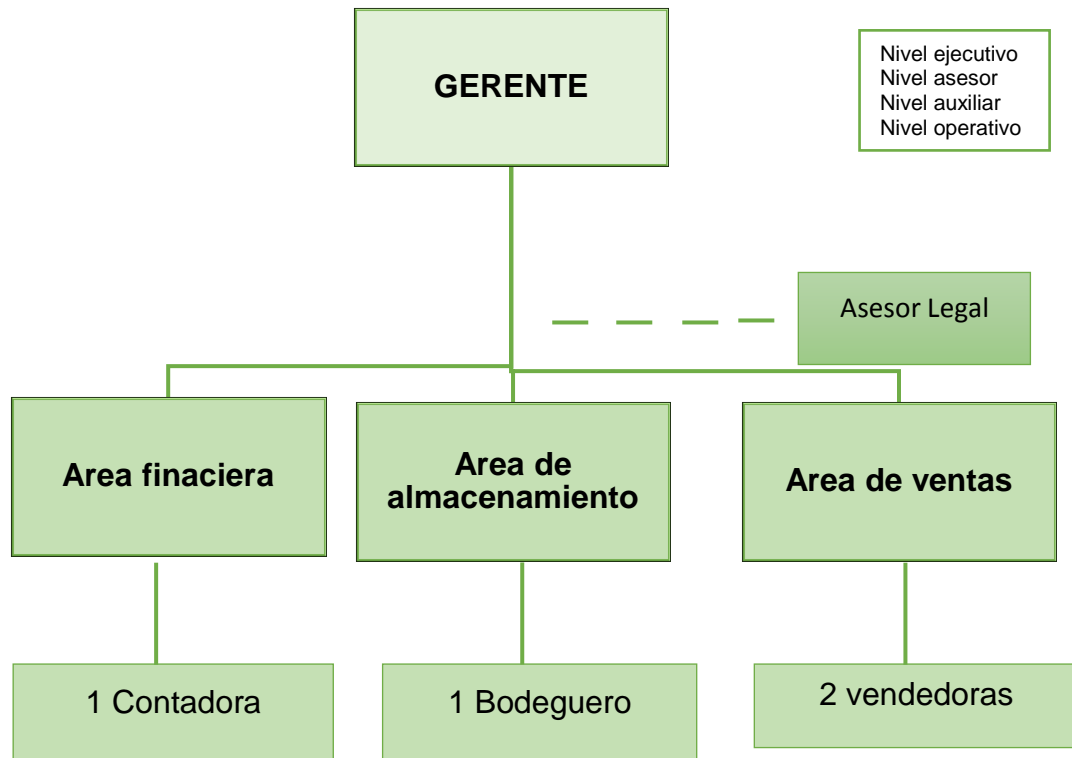 GERENTE
Nivel ejecutivo
Nivel asesor
Nivel auxiliar
Nivel operativo
Asesor Legal
Area finaciera
Area de
almacenamiento
Area de ventas
1 Contadora
1 Bodeguero
2 vendedoras